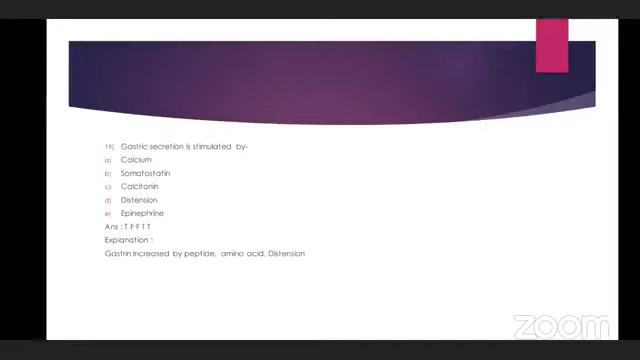 19) Gastric secretion is stimulated by-
a) Calcium
b) Somatostatin
c) Calcitonin
d) Distension
e) Epinephrine
Ans : T F F T T
Explanation :
Gastrin increased by peptide, amino acid, Distension
zoom